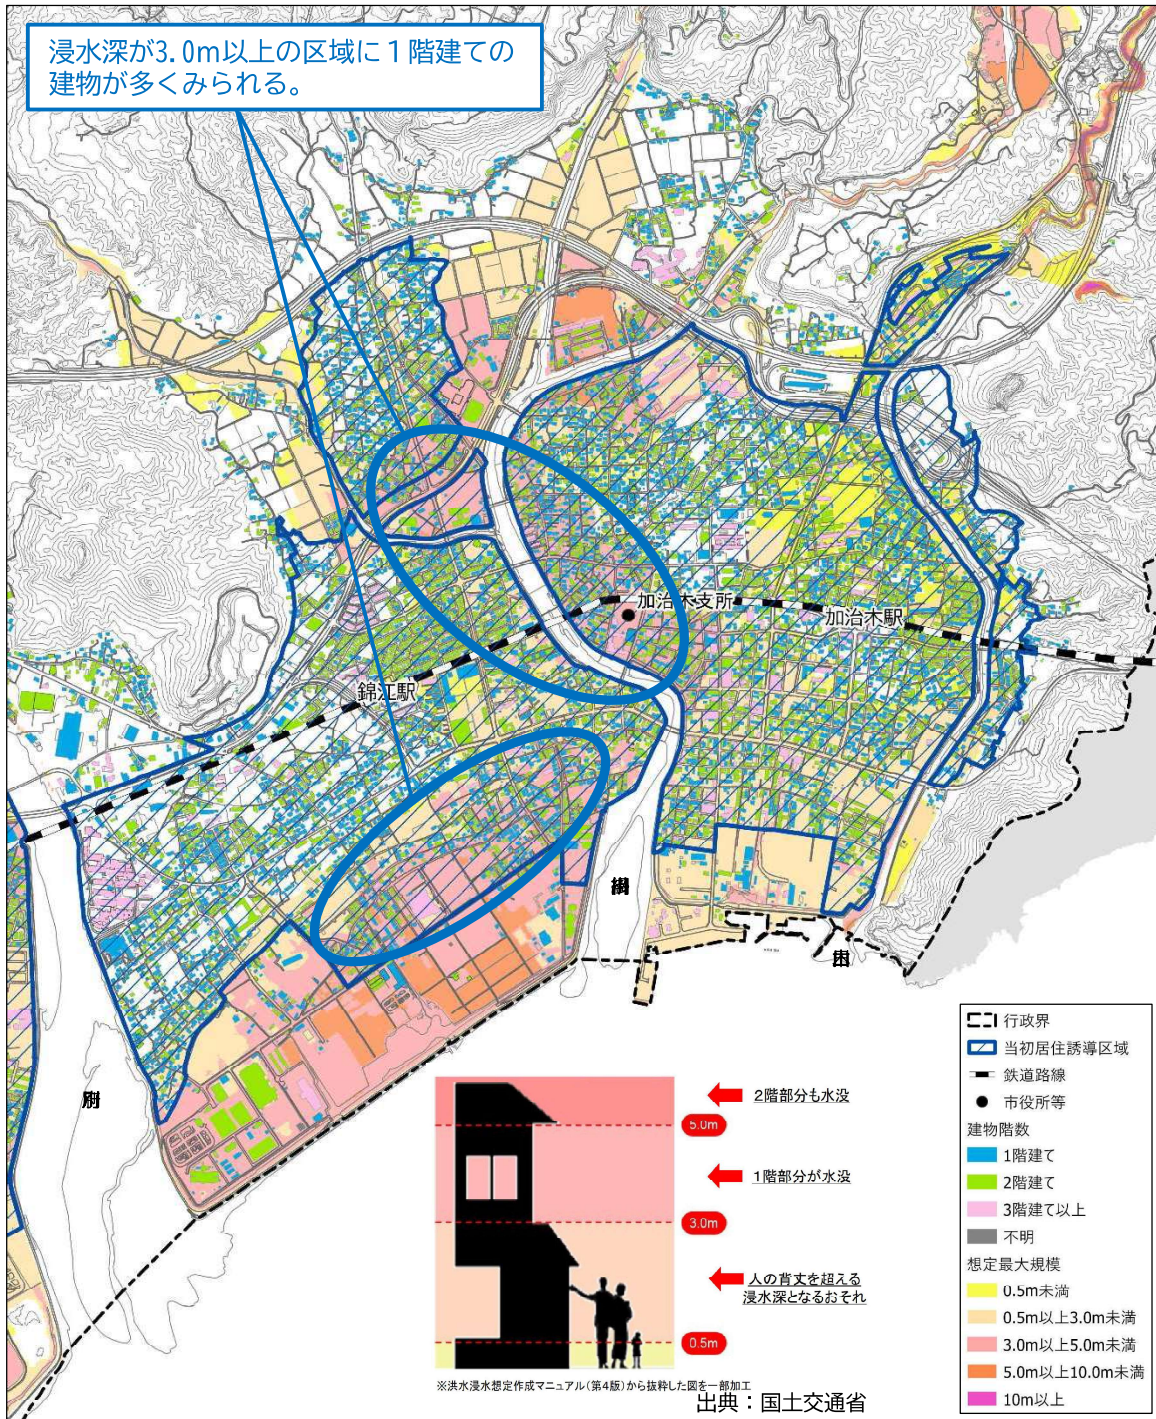 浸水深が3.0m以上の区域に１階建ての
建物が多くみられる。
加治木支所
加治木駅
錦江駅
行政界
当初居住誘導区域
鉄道路線
市役所等
建物階数
1階建て
2階建て
3階建て以上
不明
想定最大規模
0.5m未満
0.5m以上3.0m未満
3.0m以上5.0m未満
5.0m以上10.0m未満
10m以上
2階部分も水没
5.0m
1階部分が水没
3.0m
人の背丈を超える
浸水深となるおそれ
0.5m
※洪水浸水想定作成マニュアル(第4版)から抜粋した図を一部加工
出典：国土交通省